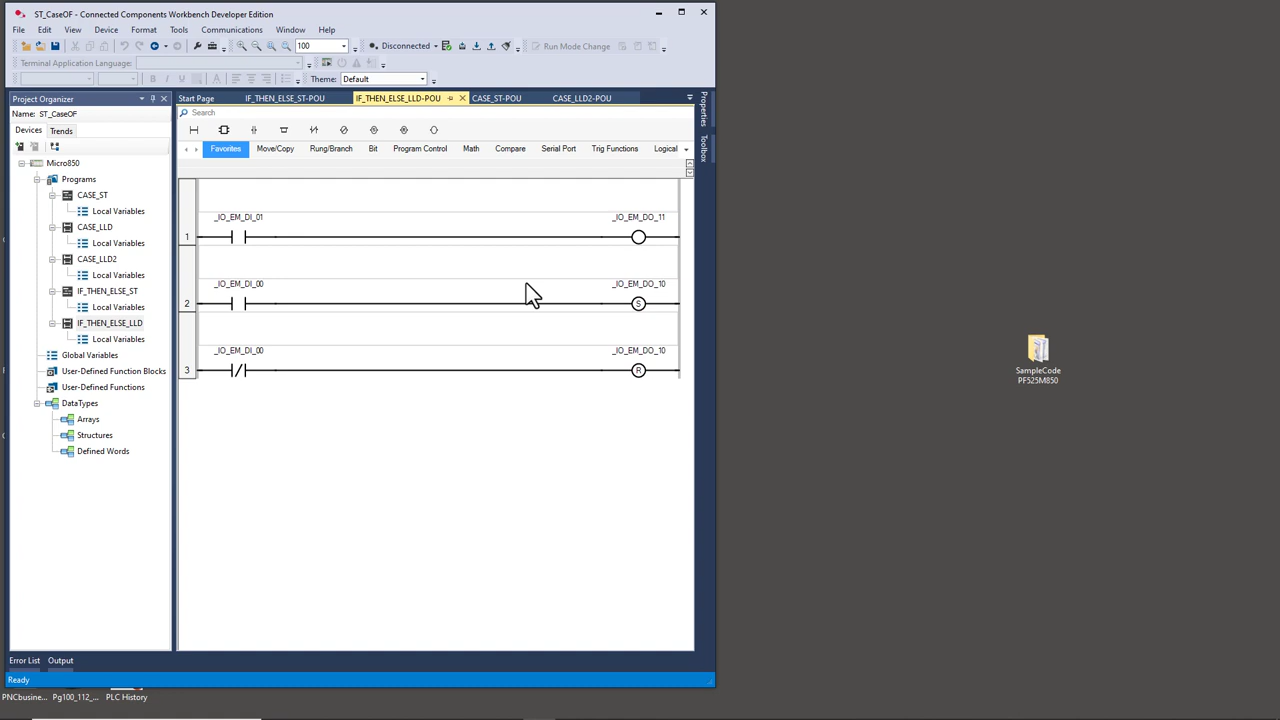 ST_CaseOF - Connected Components Workbench Developer Edition
File Edit View Device Format Tools Communications Window Help
100 Disconnected Run Mode Change
Terminal Application Language:
Theme: Default
Project Organizer
Name: ST_CaseOF
Devices Trends
Micro850
Programs
CASE_ST
Local Variables
CASE_LLD
Local Variables
CASE_LLD2
Local Variables
IF_THEN_ELSE_ST
Local Variables
IF_THEN_ELSE_LLD
Local Variables
Global Variables
User-Defined Function Blocks
User-Defined Functions
DataTypes
Arrays
Structures
Defined Words
Start Page IF_THEN_ELSE_ST-POU IF_THEN_ELSE_LLD-POU CASE_ST-POU CASE_LLD2-POU
Search
Favorites Move/Copy Rung/Branch Bit Program Control Math Compare Serial Port Trig Functions Logical
_IO_EM_DI_01 _IO_EM_DO_11
1
_IO_EM_DI_00 _IO_EM_DO_10
2 S
_IO_EM_DI_00 _IO_EM_DO_10
3 R
Properties
Toolbox
Error List Output
Ready
SampleCode
PF525M850
PNCbusine... Pg100_112_... PLC History